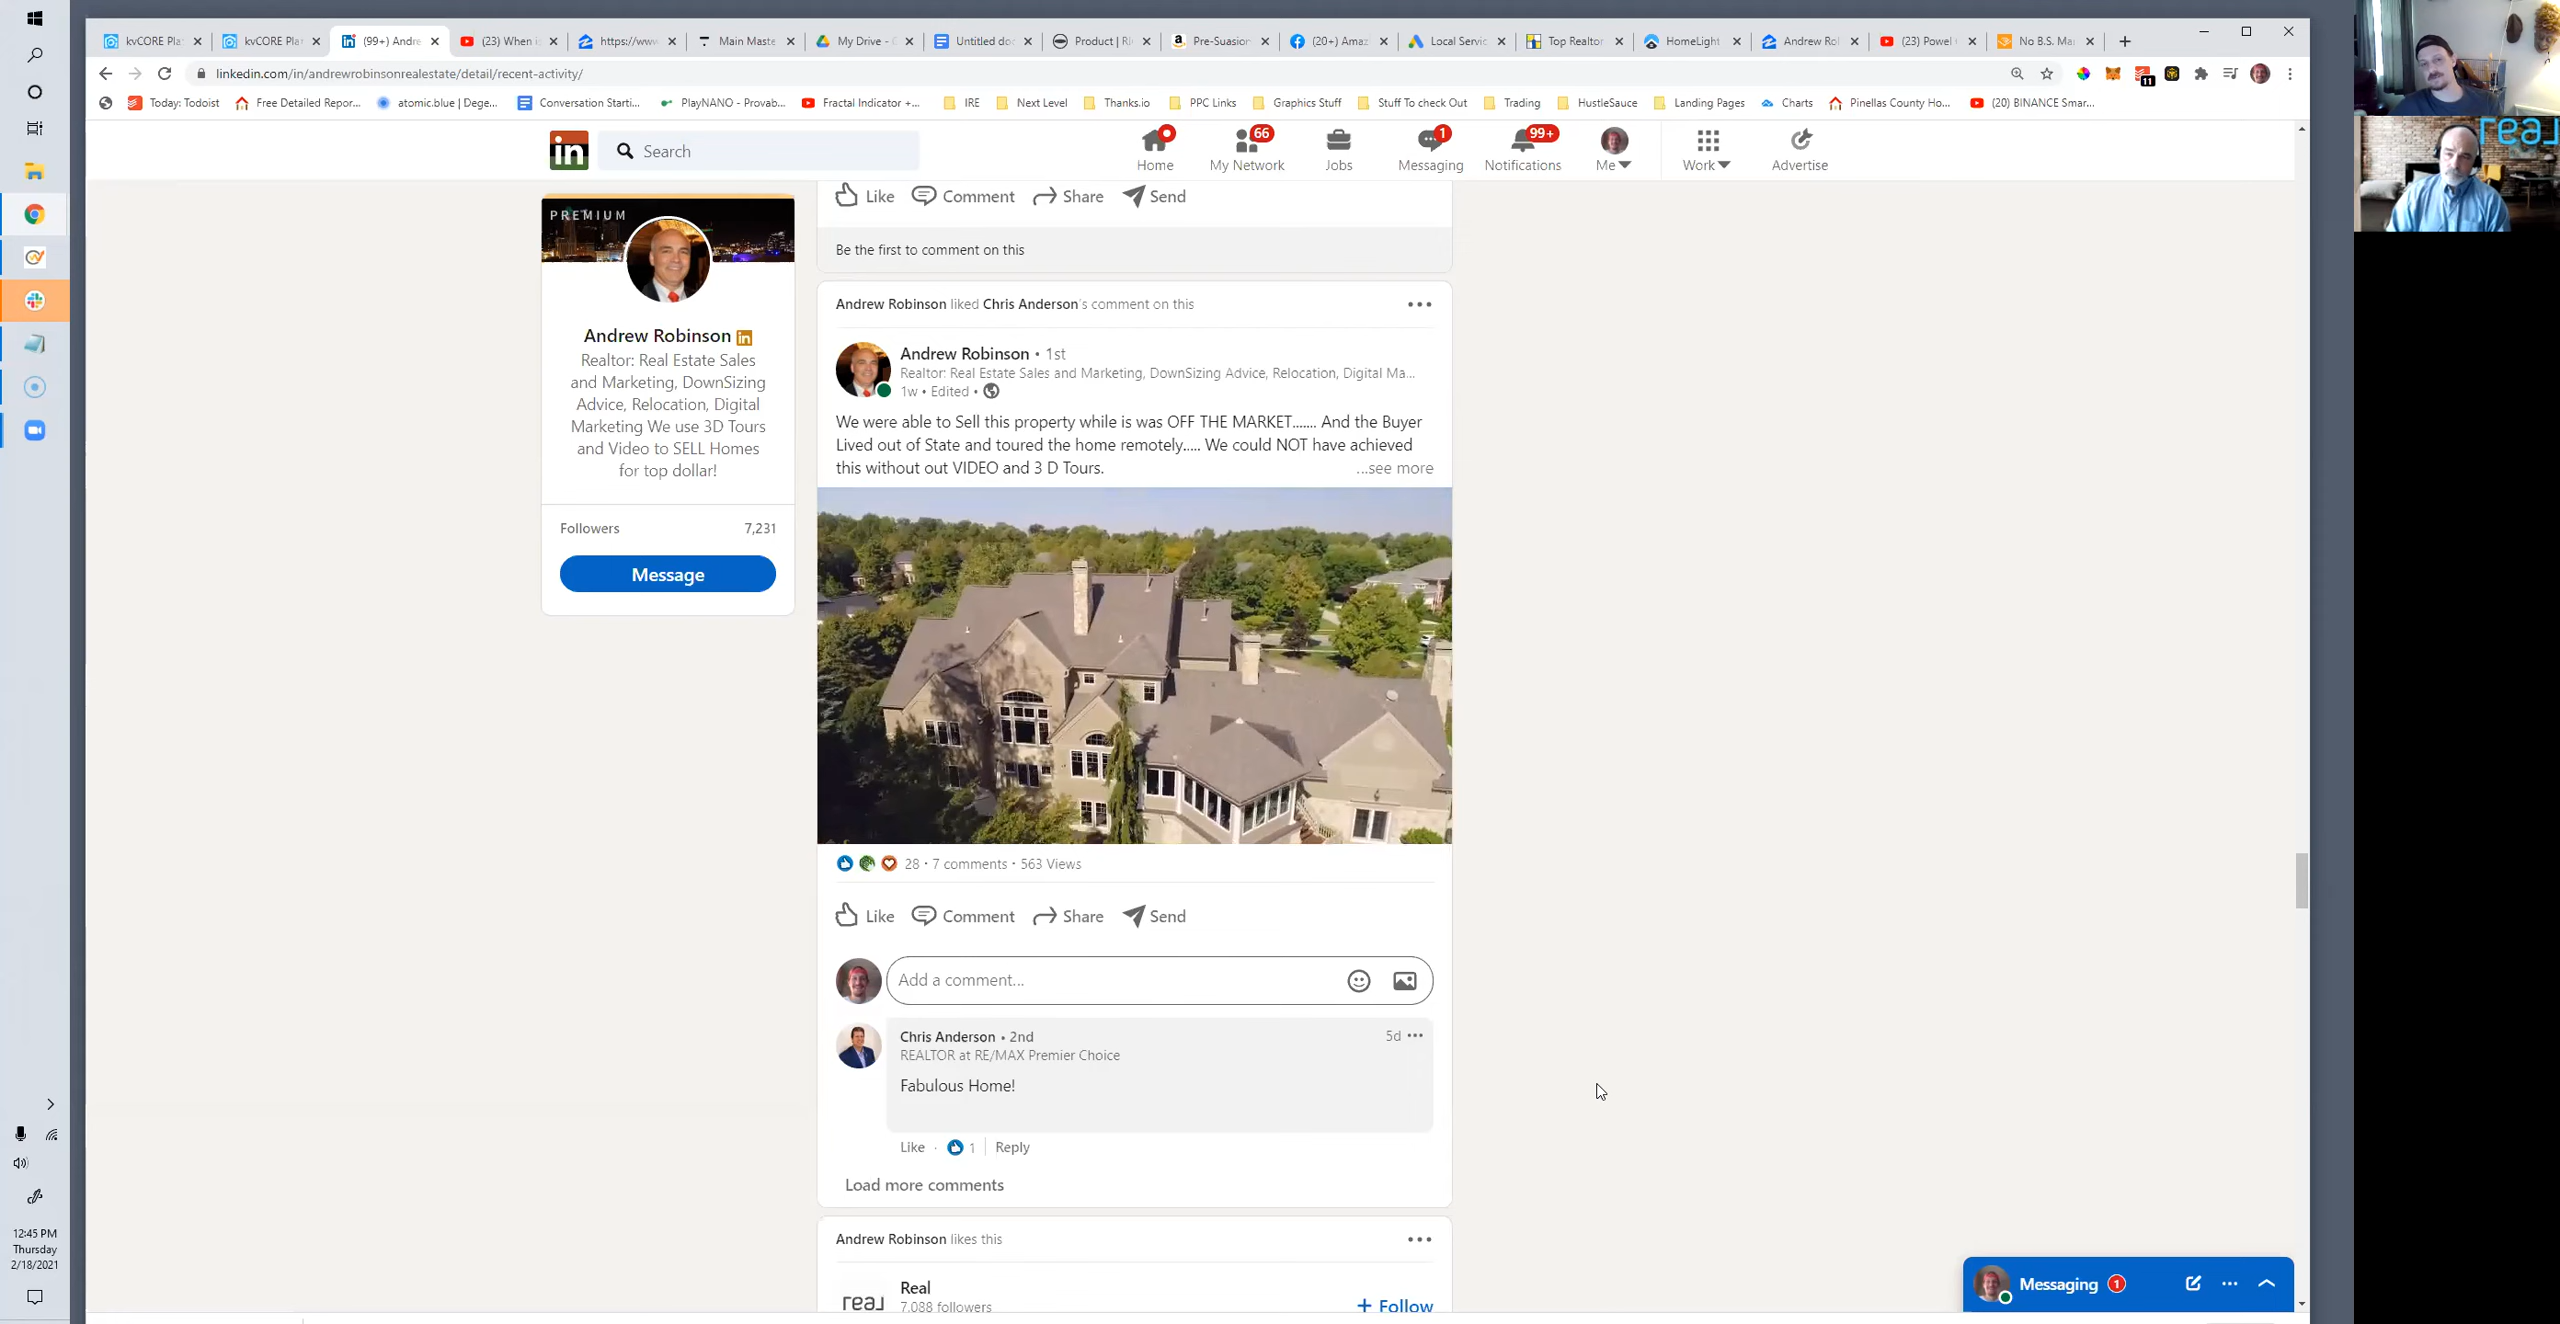 kvCORE Pla
kvCORE Pla
(99+) Andre
(23) When i
https://www
Main Maste
My Drive - G
Untitled doc
Product | R
Pre-Suasion
(20+) Amaz
Local Servic
Top Realtor
HomeLight
Andrew Rob
(23) Powel
No B.S. Mar
linkedin.com/in/andrewrobinsonrealestate/detail/recent-activity/
11
Today: Todoist
Free Detailed Repor...
atomic.blue | Dege...
Conversation Starti...
PlayNANO - Provab...
Fractal Indicator +...
IRE
Next Level
Thanks.io
PPC Links
Graphics Stuff
Stuff To check Out
Trading
HustleSauce
Landing Pages
Charts
Pinellas County Ho...
(20) BINANCE Smar...
in
Search
Home
66
My Network
Jobs
1
Messaging
99+
Notifications
Me
Work
Advertise
real
PREMIUM
Andrew Robinson in
Realtor: Real Estate Sales
and Marketing, DownSizing
Advice, Relocation, Digital
Marketing We use 3D Tours
and Video to SELL Homes
for top dollar!
Followers 7,231
Message
Like Comment Share Send
Be the first to comment on this
Andrew Robinson liked Chris Anderson's comment on this
Andrew Robinson • 1st
Realtor: Real Estate Sales and Marketing, DownSizing Advice, Relocation, Digital Ma...
1w • Edited •
We were able to Sell this property while is was OFF THE MARKET....... And the Buyer
Lived out of State and toured the home remotely..... We could NOT have achieved
this without out VIDEO and 3 D Tours. ...see more
28 · 7 comments · 563 Views
Like Comment Share Send
Add a comment...
Chris Anderson • 2nd 5d
REALTOR at RE/MAX Premier Choice
Fabulous Home!
Like · 1 | Reply
Load more comments
Andrew Robinson likes this
real
Real
7,088 followers
+ Follow
Messaging 1
12:45 PM
Thursday
2/18/2021